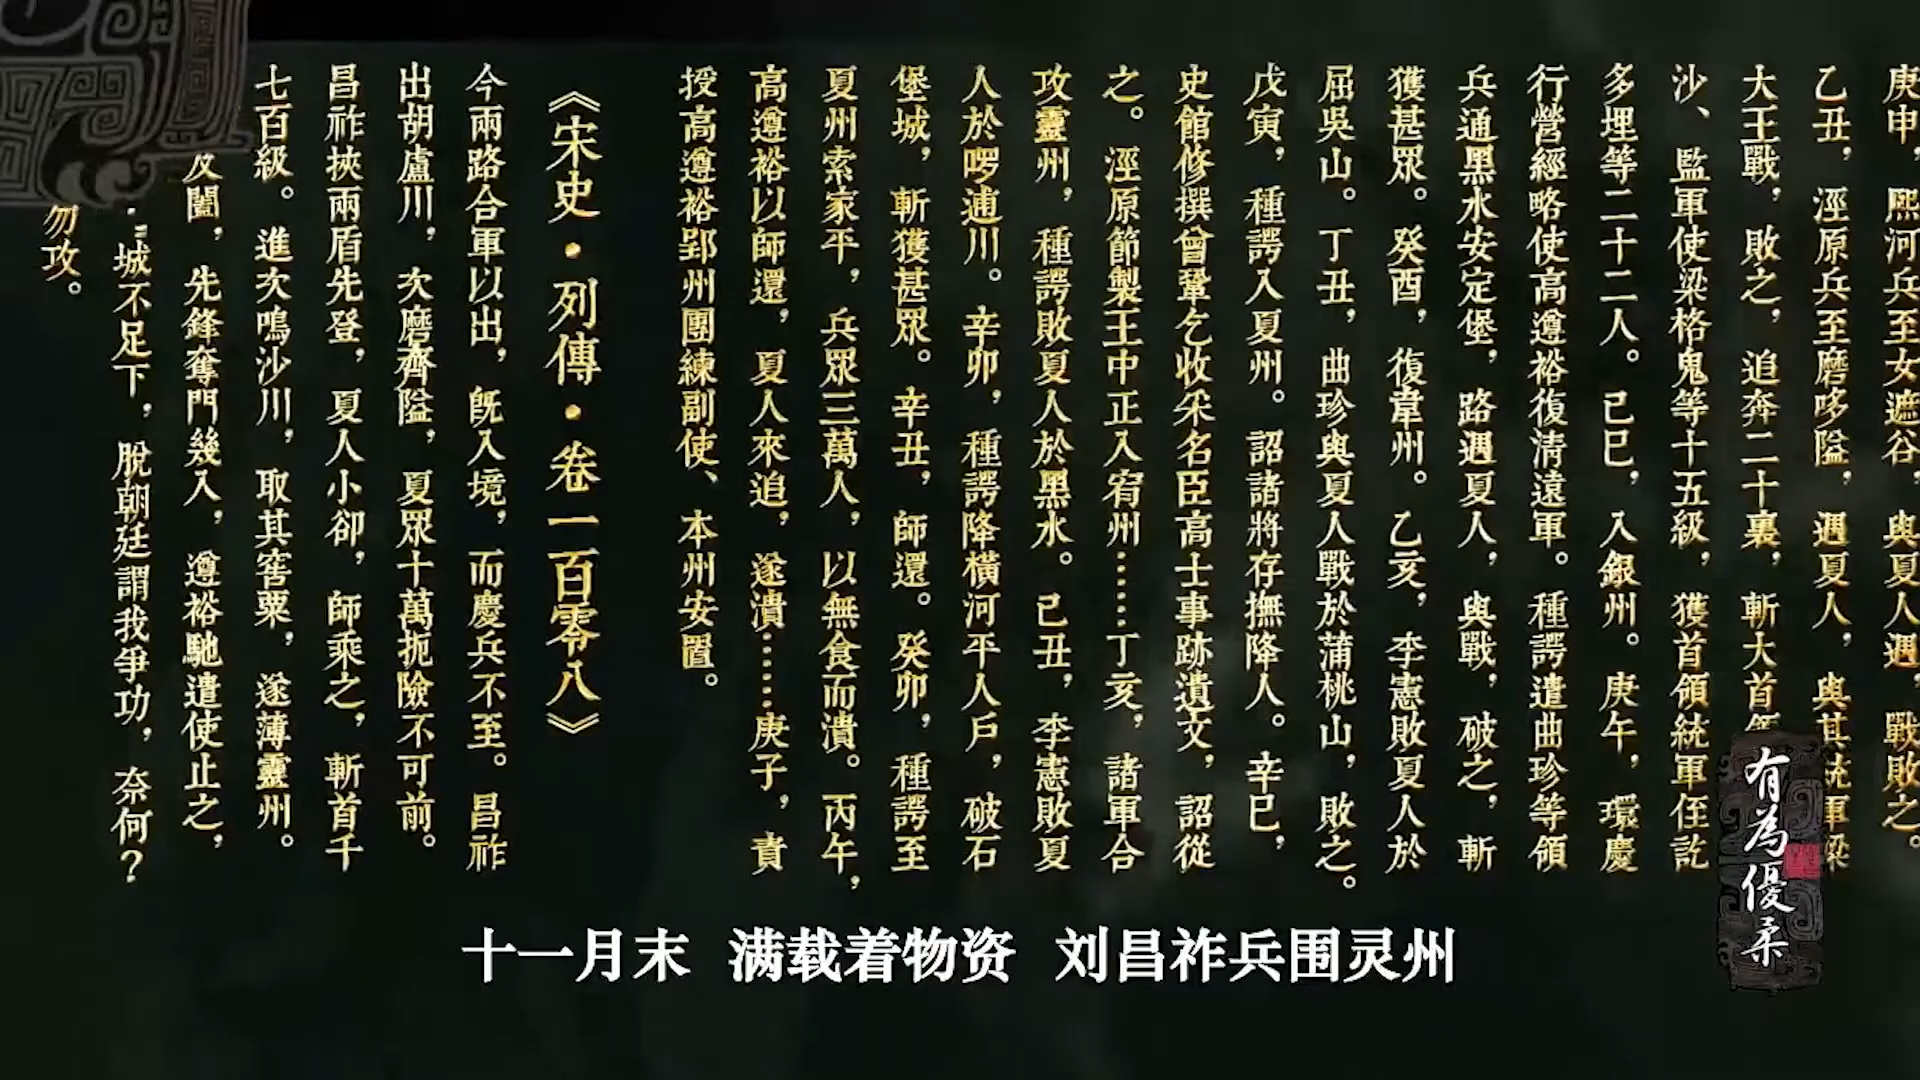 庚申，熙河兵至女遮谷，與夏人遇，戰敗之。
乙丑，涇原兵至磨哆隘，遇夏人，與其統軍梁
大王戰，敗之，追奔二十裏，斬大首領
沙、監軍使梁格嵬等十五級，獲首領統軍侄訖
多埋等二十二人。己巳，入銀州。庚午，環慶
行營經略使高遵裕復清遠軍。種諤遣曲珍等領
兵通黑水安定堡，路遇夏人，與戰，破之，斬
獲甚眾。癸酉，復韋州。乙亥，李憲敗夏人於
屈吳山。丁丑，曲珍與夏人戰於蒲桃山，敗之。
戊寅，種諤入夏州。詔諸將存撫降人。辛巳，
史館修撰曾鞏乞收采名臣高士事跡遺文，詔從
之。涇原節製王中正入宥州……丁亥，諸軍合
攻靈州，種諤敗夏人於黑水。己丑，李憲敗夏
人於啰逋川。辛卯，種諤降橫河平人戶，破石
堡城，斬獲甚眾。辛丑，師還。癸卯，種諤至
夏州索家平，兵眾三萬人，以無食而潰。丙午，
高遵裕以師還，夏人來追，遂潰……庚子，責
授高遵裕郢州團練副使、本州安置。
《宋史·列傳·卷一百零八》
今兩路合軍以出，既入境，而慶兵不至。昌祚
出胡盧川，次磨齊隘，夏眾十萬扼險不可前。
昌祚挾兩盾先登，夏人小卻，師乘之，斬首千
七百級。進次鳴沙川，取其窖粟，遂薄靈州。
及闔，先鋒奪門幾入，遵裕馳遣使止之，
城不足下，脫朝廷謂我爭功，奈何？
勿攻。
有為優柔
十一月末 满载着物资 刘昌祚兵围灵州